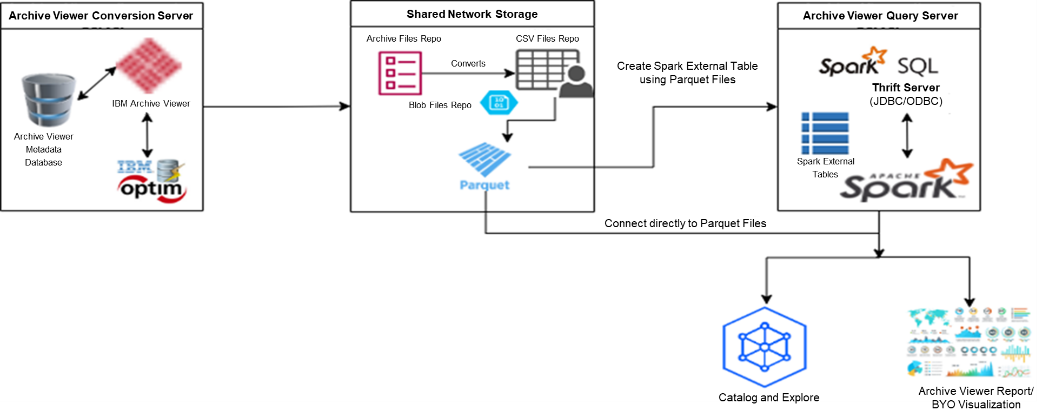 Archive Viewer Conversion Server
IBM Archive Viewer
Archive Viewer
Metadata
Database
IBM
optim
Shared Network Storage
Archive Files Repo
CSV Files Repo
Converts
Blob Files Repo
10
01
Parquet
Create Spark External Table
using Parquet Files
Connect directly to Parquet Files
Archive Viewer Query Server
Spark SQL
Thrift Server
(JDBC/ODBC)
Spark External
Tables
APACHE
Spark
Catalog and Explore
Archive Viewer Report/
BYO Visualization